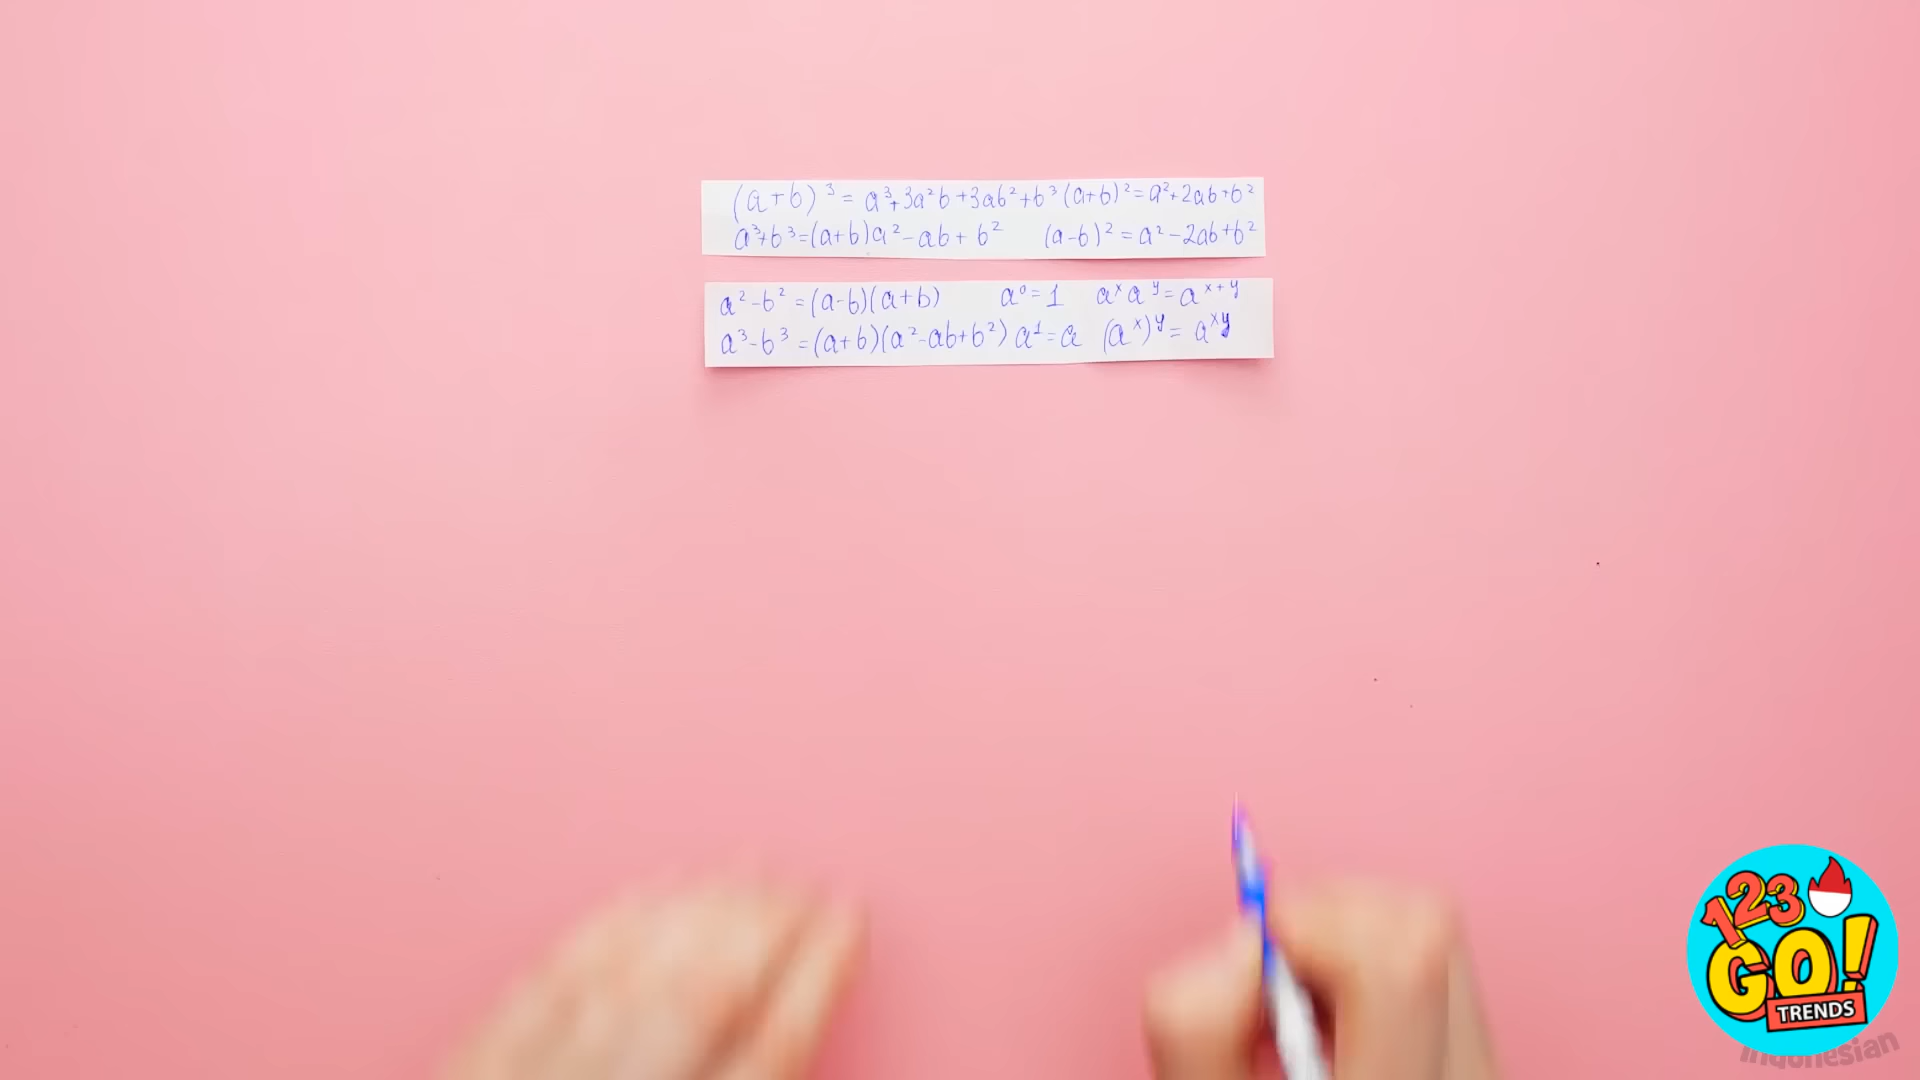 (a+b)³ = a³+3a²b+3ab²+b³ (a+b)²=a²+2ab+b²
a³+b³=(a+b)a²-ab+b² (a-b)²=a²-2ab+b²
a²-b²=(a-b)(a+b) a⁰=1 aˣaʸ=aˣ⁺ʸ
a³-b³=(a+b)(a²-ab+b²) a¹=a (aˣ)ʸ=aˣʸ
123
GO!
TRENDS
Indonesian